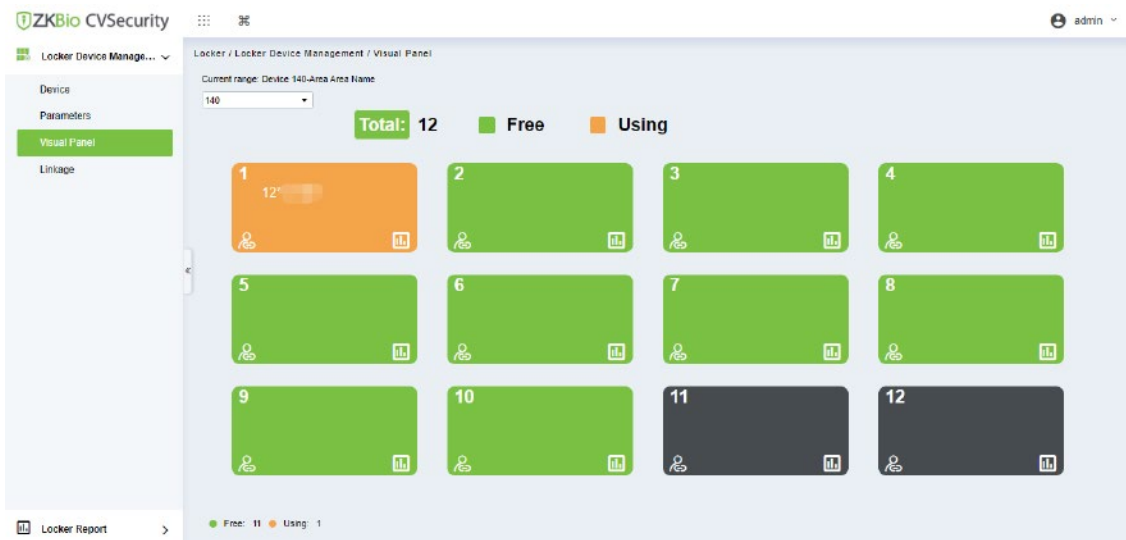 ZKBio CVSecurity
admin
Locker Device Manage...
Locker / Locker Device Management / Visual Panel
Device
Parameters
Visual Panel
Linkage
Current range: Device 140-Area Area Name
140
Total: 12 Free Using
1 2 3 4
12'
5 6 7 8
9 10 11 12
Locker Report
Free: 11 Using: 1